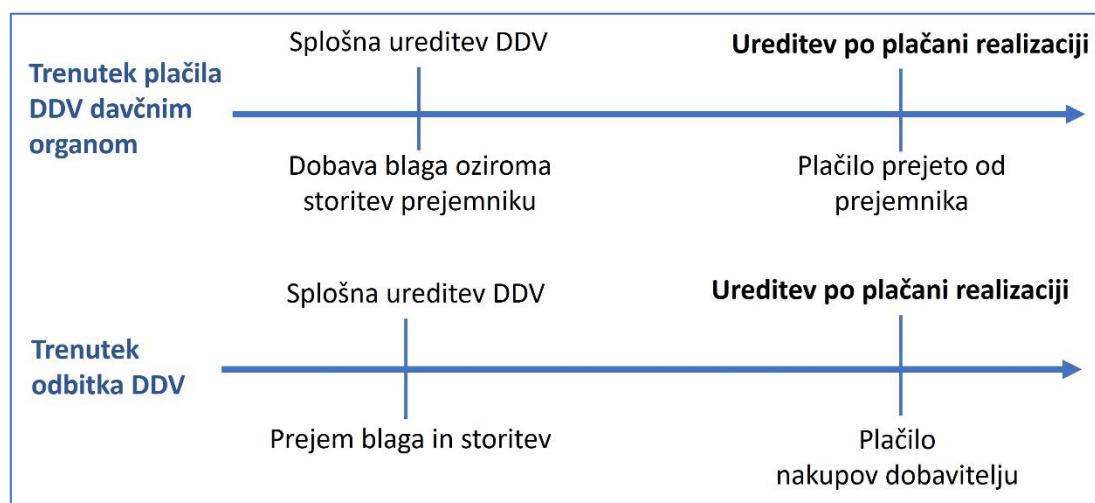 Splošna ureditev DDV
Ureditev po plačani realizaciji
Trenutek plačila
DDV davčnim
organom
Dobava blaga oziroma
storitev prejemniku
Plačilo prejeto od
prejemnika
Splošna ureditev DDV
Ureditev po plačani realizaciji
Trenutek
odbitka DDV
Prejem blaga in storitev
Plačilo
nakupov dobavitelju